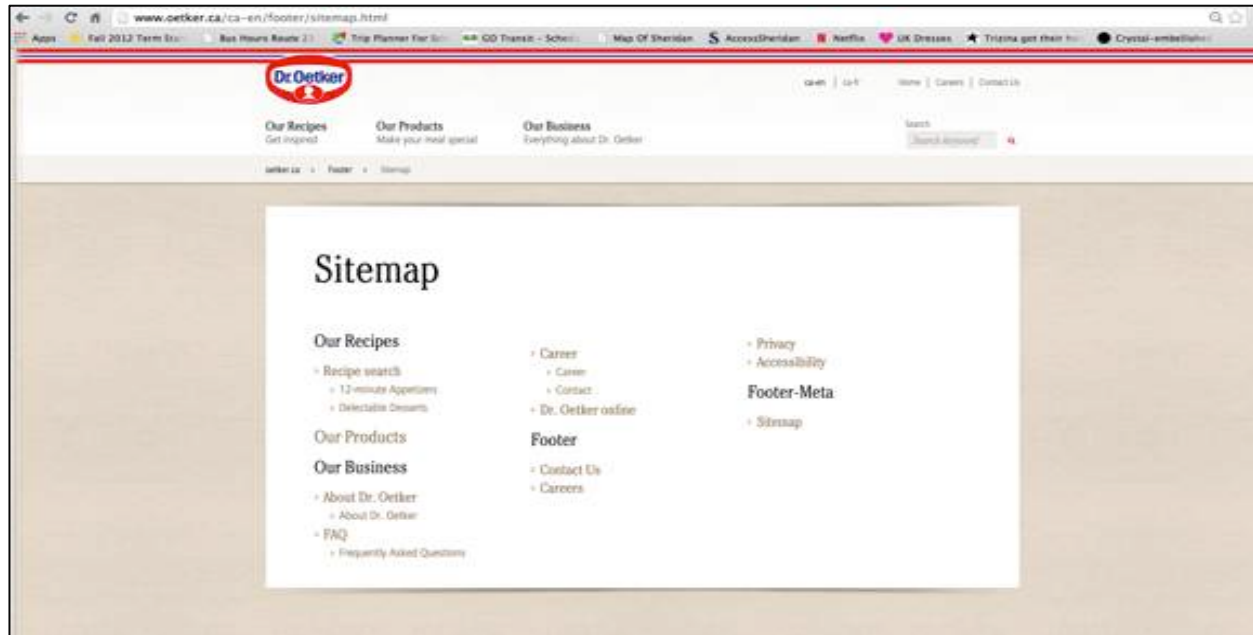 www.oetker.ca/ca-en/footer/sitemap.html
Apps Fall 2012 Term Bus Hours Route Trip Planner For GO Transit - Map Of Sheridan AccessSheridan Netflix UK Dresses got their Crystal-embellished
Dr. Oetker
ca-en | ca-fr Home | Careers | Contact Us
Our Recipes Our Products Our Business
Get inspired Make your meal special Everything about Dr. Oetker
Search
Search keyword
oetker.ca Footer Sitemap
Sitemap
Our Recipes
Recipe search
12-minute Appetizers
Delectable Desserts
Our Products
Our Business
About Dr. Oetker
About Dr. Oetker
FAQ
Frequently Asked Questions
Career
Career
Contact
Dr. Oetker online
Footer
Contact Us
Careers
Privacy
Accessibility
Footer-Meta
Sitemap